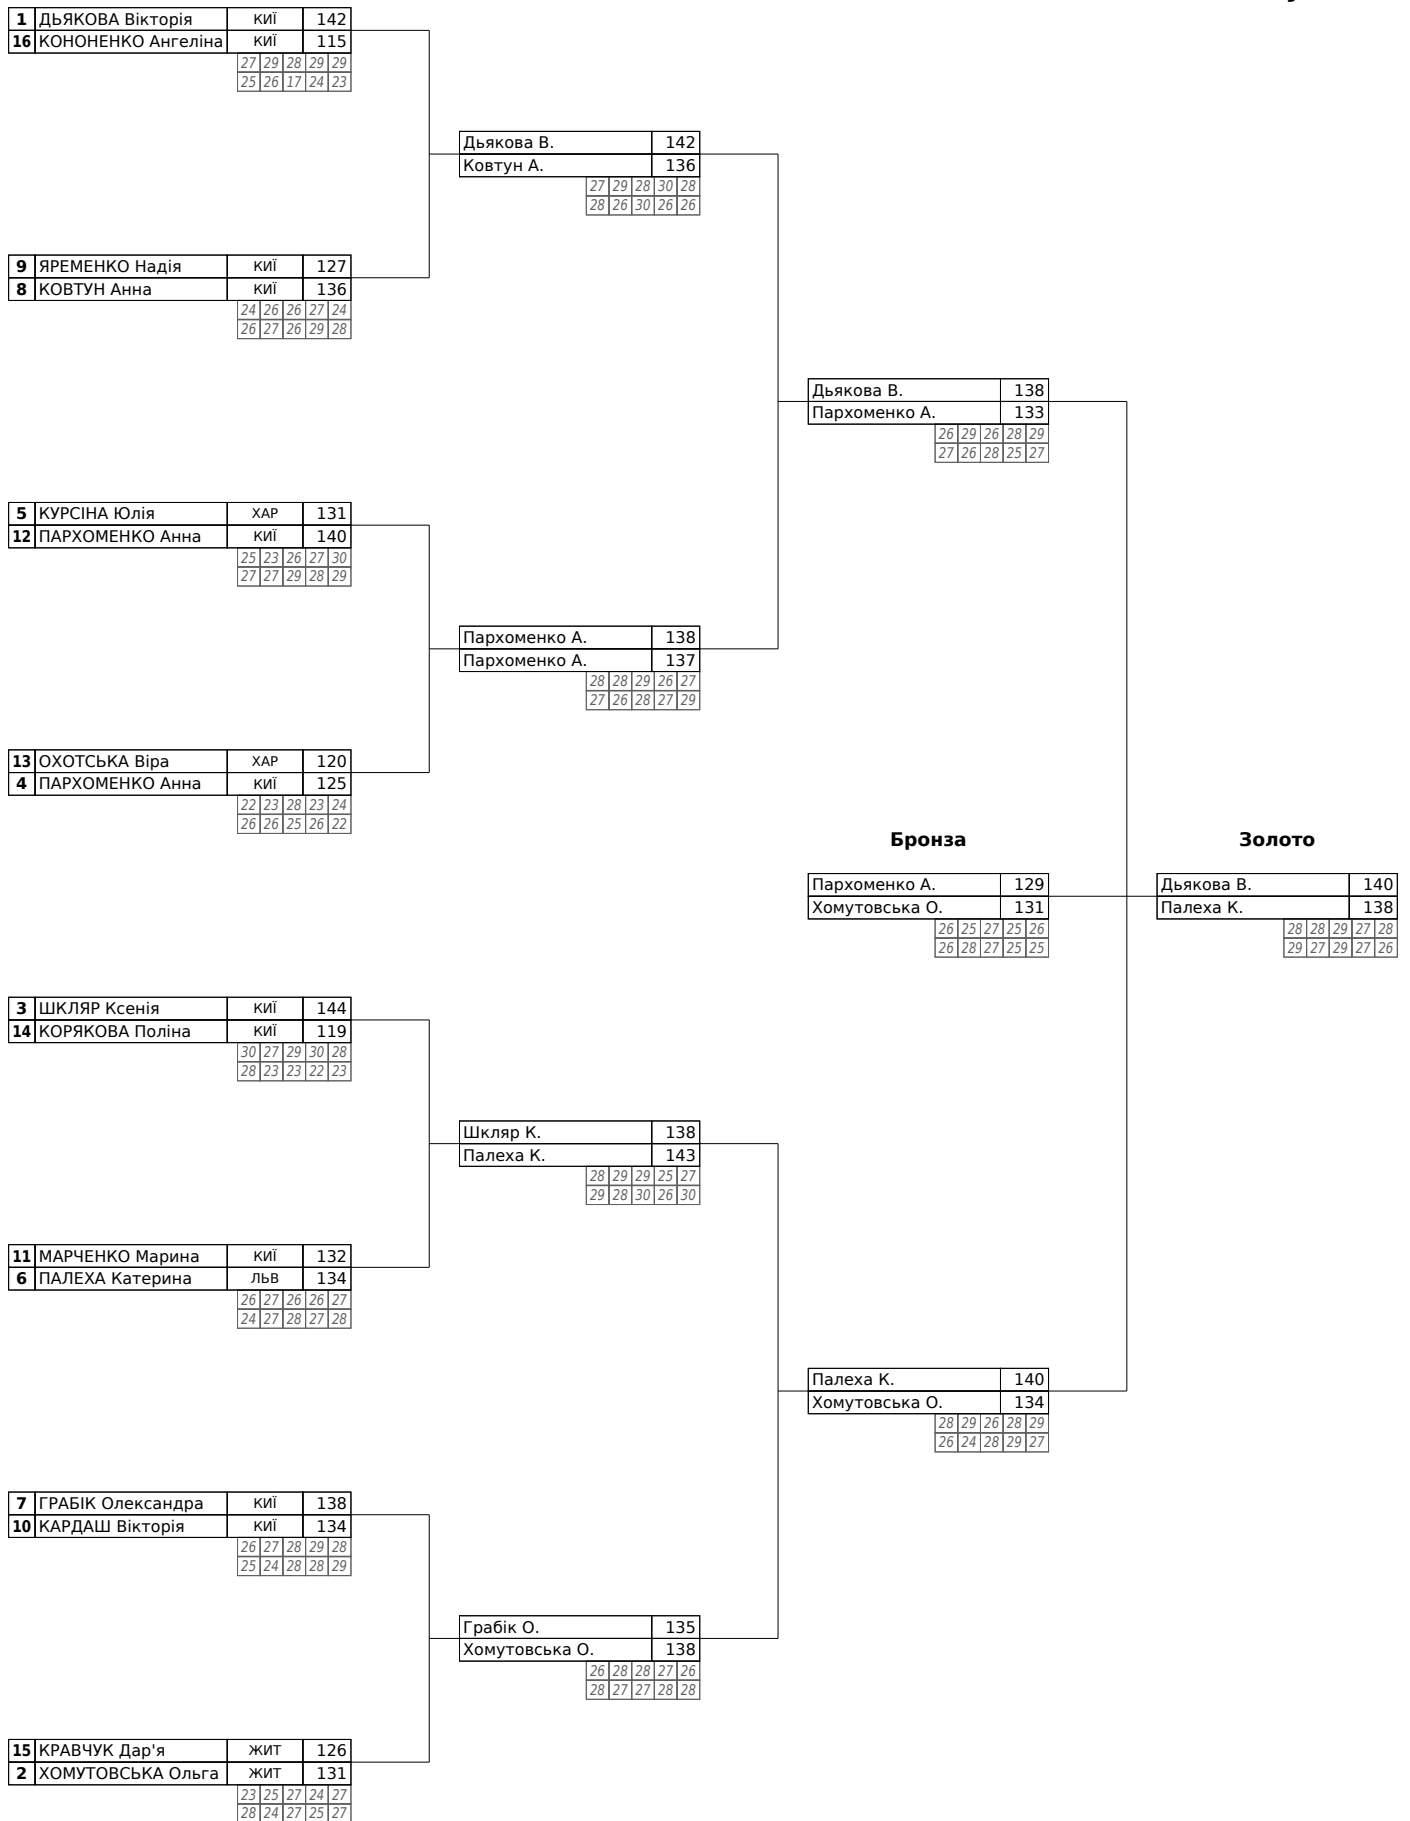 1 ДЬЯКОВА Вікторія КИЇ 142
16 КОНОНЕНКО Ангеліна КИЇ 115
27 29 28 29 29
25 26 17 24 23
Дьякова В. 142
Ковтун А. 136
27 29 28 30 28
28 26 30 26 26
9 ЯРЕМЕНКО Надія КИЇ 127
8 КОВТУН Анна КИЇ 136
24 26 26 27 24
26 27 26 29 28
Дьякова В. 138
Пархоменко А. 133
26 29 26 28 29
27 26 28 25 27
5 КУРСІНА Юлія ХАР 131
12 ПАРХОМЕНКО Анна КИЇ 140
25 23 26 27 30
27 27 29 28 29
Пархоменко А. 138
Пархоменко А. 137
28 28 29 26 27
27 26 28 27 29
13 ОХОТСЬКА Віра ХАР 120
4 ПАРХОМЕНКО Анна КИЇ 125
22 23 28 23 24
26 26 25 26 22
Бронза Золото
Пархоменко А. 129 Дьякова В. 140
Хомутовська О. 131 Палеха К. 138
26 25 27 25 26 28 28 29 27 28
26 28 27 25 25 29 27 29 27 26
3 ШКЛЯР Ксенія КИЇ 144
14 КОРЯКОВА Поліна КИЇ 119
30 27 29 30 28
28 23 23 22 23
Шкляр К. 138
Палеха К. 143
28 29 29 25 27
29 28 30 26 30
11 МАРЧЕНКО Марина КИЇ 132
6 ПАЛЕХА Катерина ЛЬВ 134
26 27 26 26 27
24 27 28 27 28
Палеха К. 140
Хомутовська О. 134
28 29 26 28 29
26 24 28 29 27
7 ГРАБІК Олександра КИЇ 138
10 КАРДАШ Вікторія КИЇ 134
26 27 28 29 28
25 24 28 28 29
Грабік О. 135
Хомутовська О. 138
26 28 28 27 26
28 27 27 28 28
15 КРАВЧУК Дар'я ЖИТ 126
2 ХОМУТОВСЬКА Ольга ЖИТ 131
23 25 27 24 27
28 24 27 25 27